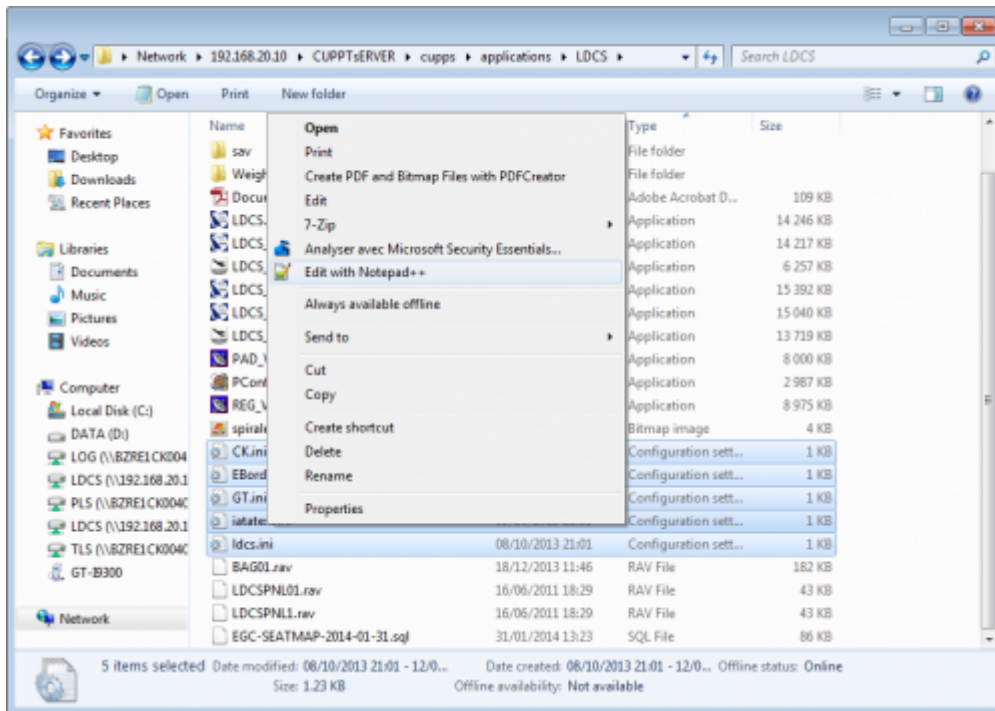 Network ▸ 192.168.20.10 ▸ CUPPTsERVER ▸ cupps ▸ applications ▸ LDCS ▸
Search LDCS
Organize Open Print New folder
Favorites
Desktop
Downloads
Recent Places
Libraries
Documents
Music
Pictures
Videos
Computer
Local Disk (C:)
DATA (D:)
LOG (\\BZRE1CK004
LDCS (\\192.168.20.1
PLS (\\BZRE1CK004C
LDCS (\\192.168.20.1
TLS (\\BZRE1CK004C
GT-I9300
Network
Name Type Size
sav File folder
Weigh File folder
Docu Adobe Acrobat D... 109 KB
LDCS. Application 14 246 KB
LDCS_ Application 14 217 KB
LDCS_ Application 6 257 KB
LDCS_ Application 15 392 KB
LDCS_ Application 15 040 KB
LDCS_ Application 13 719 KB
PAD_V Application 8 000 KB
PConf Application 2 987 KB
REG_V Application 8 975 KB
spirale Bitmap image 4 KB
CK.ini Configuration sett... 1 KB
EBord Configuration sett... 1 KB
GT.ini Configuration sett... 1 KB
iatate Configuration sett... 1 KB
ldcs.ini 08/10/2013 21:01 Configuration sett... 1 KB
BAG01.rav 18/12/2013 11:46 RAV File 182 KB
LDCSPNL01.rav 16/06/2011 18:29 RAV File 43 KB
LDCSPNL1.rav 16/06/2011 18:29 RAV File 43 KB
EGC-SEATMAP-2014-01-31.sql 31/01/2014 13:23 SQL File 86 KB
Open
Print
Create PDF and Bitmap Files with PDFCreator
Edit
7-Zip
Analyser avec Microsoft Security Essentials...
Edit with Notepad++
Always available offline
Send to
Cut
Copy
Create shortcut
Delete
Rename
Properties
5 items selected Date modified: 08/10/2013 21:01 - 12/0... Date created: 08/10/2013 21:01 - 12/0... Offline status: Online
Size: 1.23 KB Offline availability: Not available